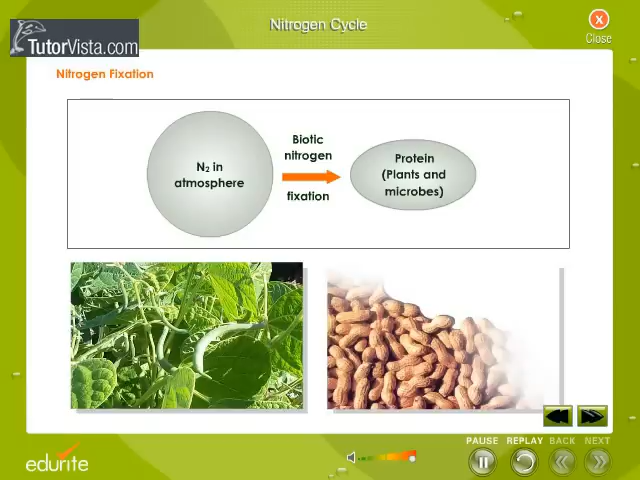 Nitrogen Cycle
X
Close
TutorVista.com
Nitrogen Fixation
N₂ in
atmosphere
Biotic
nitrogen
fixation
Protein
(Plants and
microbes)
PAUSE REPLAY BACK NEXT
edurite